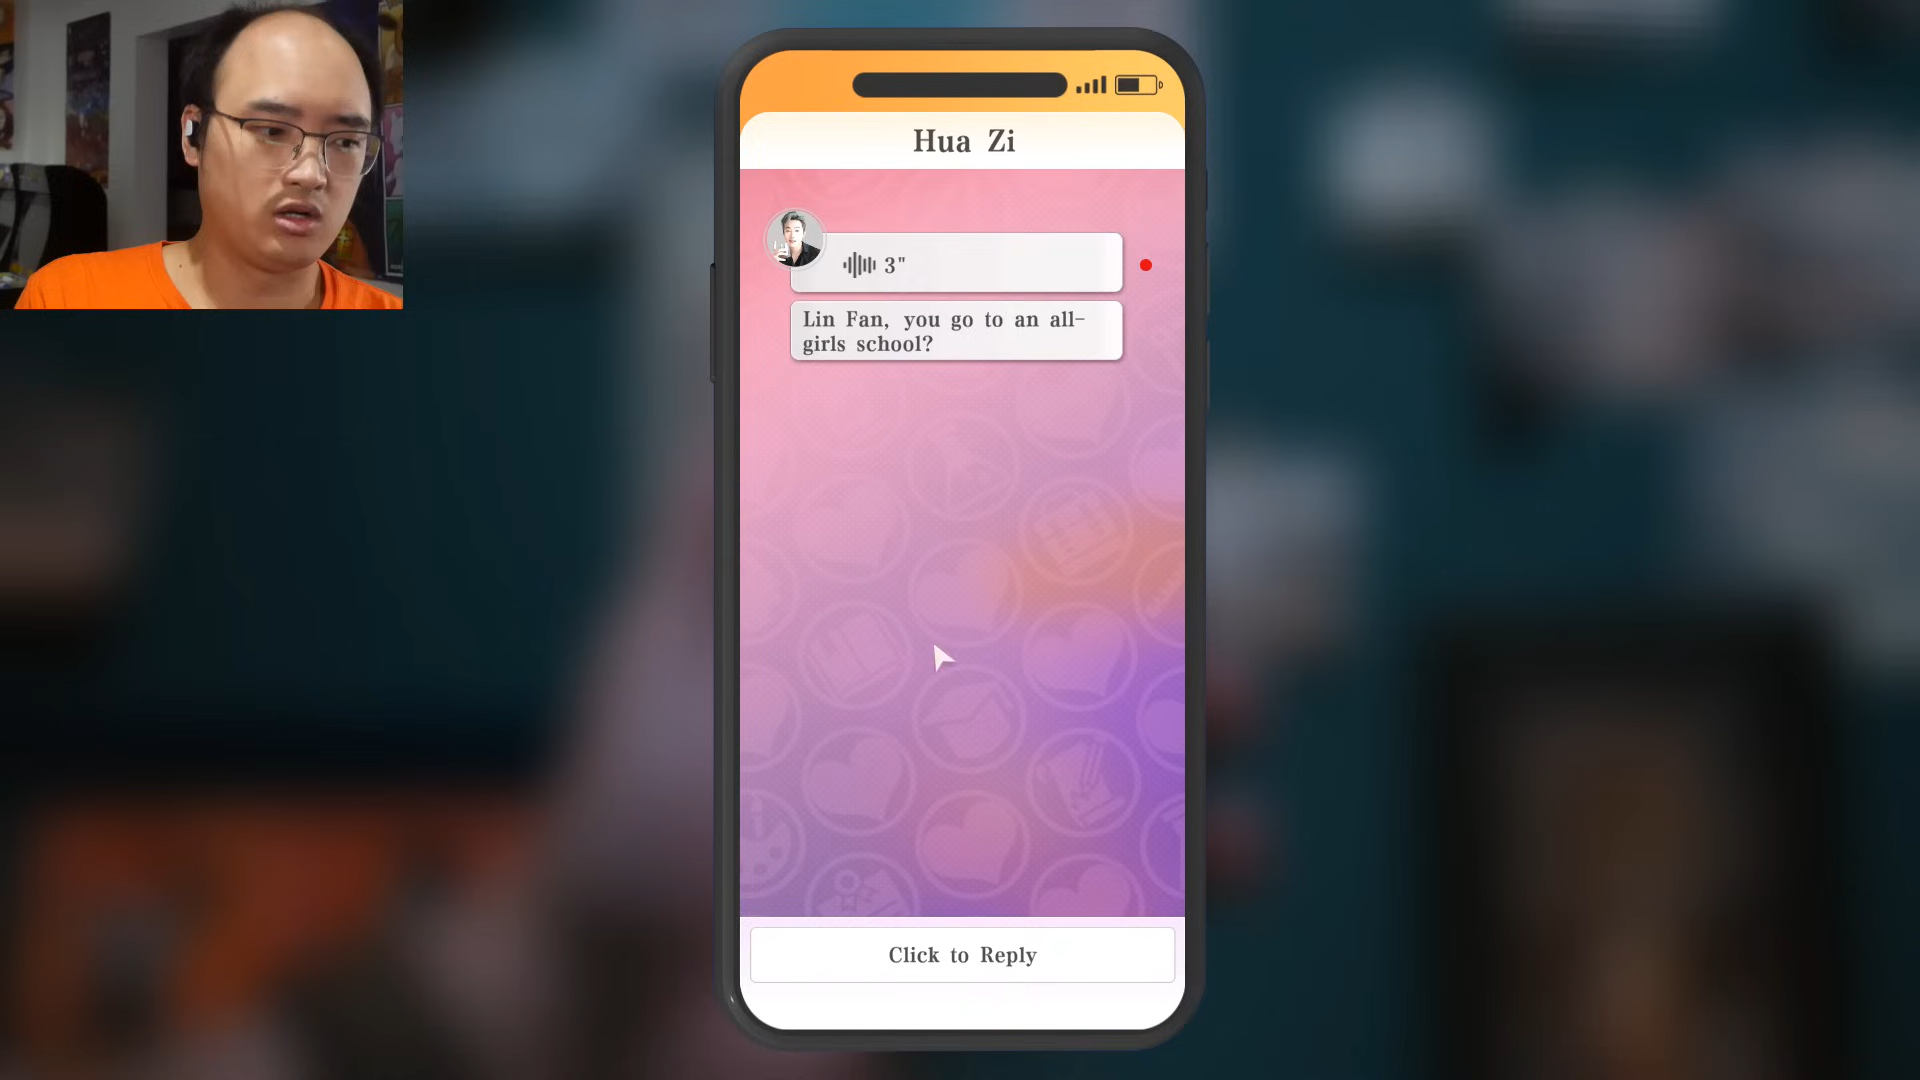 Hua Zi
3"
Lin Fan, you go to an all-
girls school?
Click to Reply